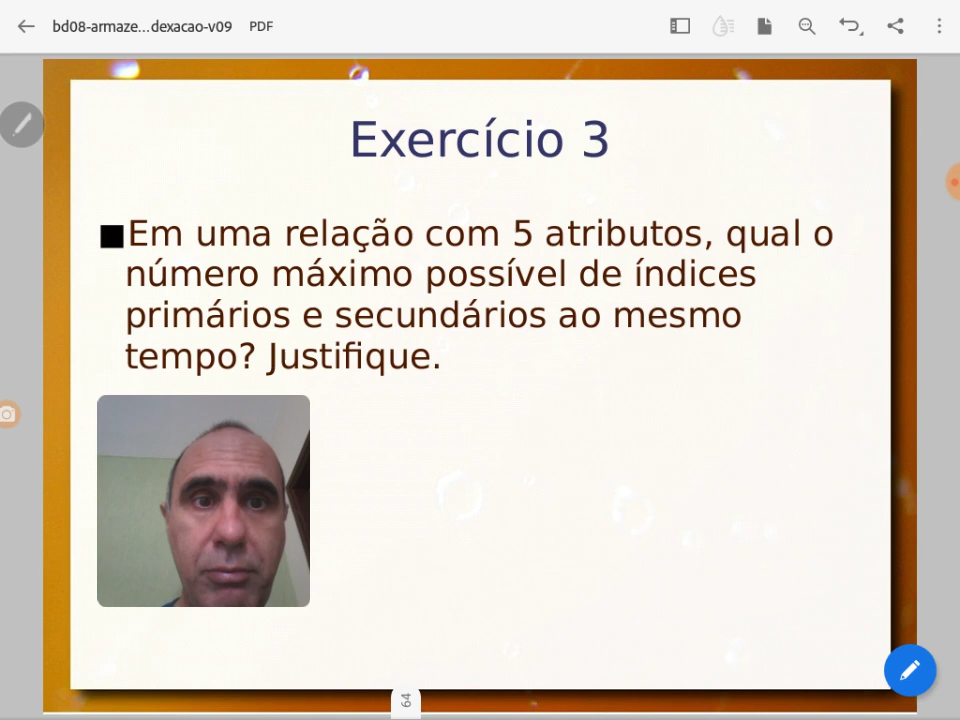 bd08-armaze...dexacao-v09 PDF
Exercício 3
Em uma relação com 5 atributos, qual o
número máximo possível de índices
primários e secundários ao mesmo
tempo? Justifique.
64